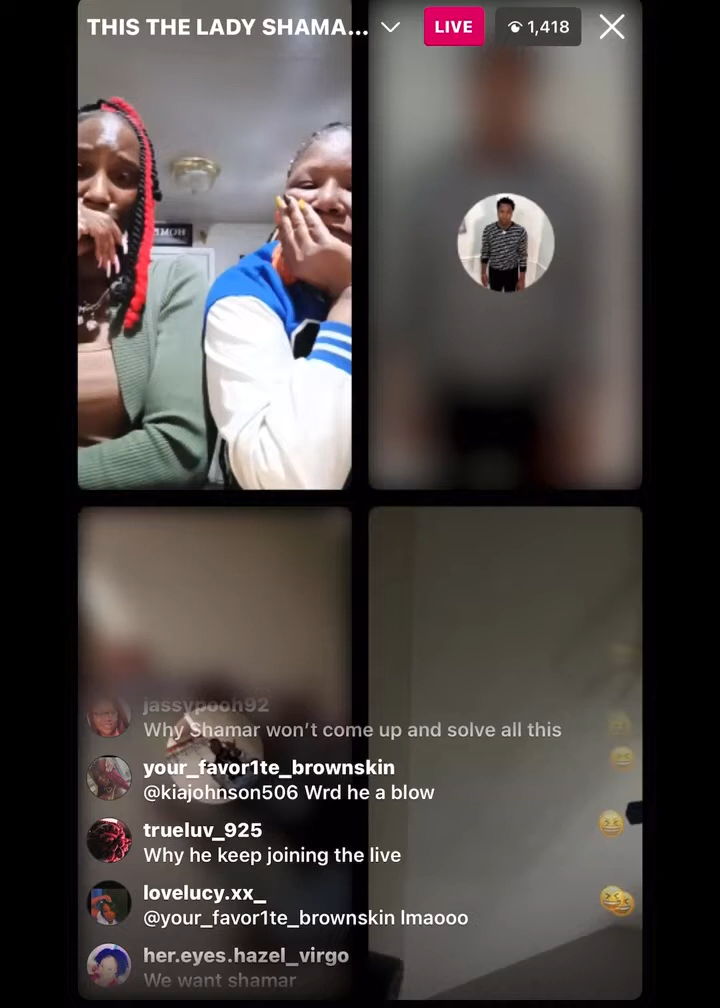 THIS THE LADY SHAMA...
LIVE
1,418
HOME
jassypooh92
Why Shamar won't come up and solve all this
your_favor1te_brownskin
@kiajohnson506 Wrd he a blow
trueluv_925
Why he keep joining the live
lovelucy.xx_
@your_favor1te_brownskin lmaooo
her.eyes.hazel_virgo
We want shamar